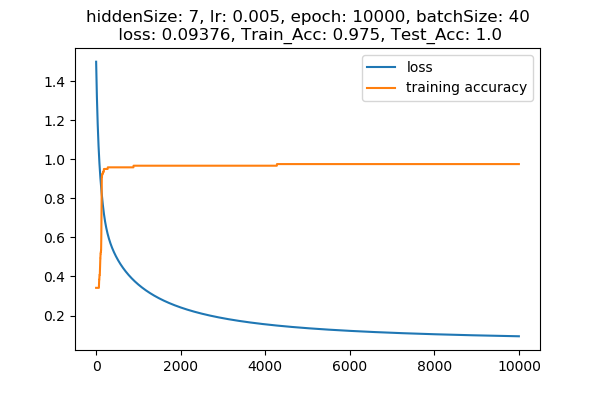 hiddenSize: 7, lr: 0.005, epoch: 10000, batchSize: 40
loss: 0.09376, Train_Acc: 0.975, Test_Acc: 1.0
loss
training accuracy
1.4
1.2
1.0
0.8
0.6
0.4
0.2
0 2000 4000 6000 8000 10000